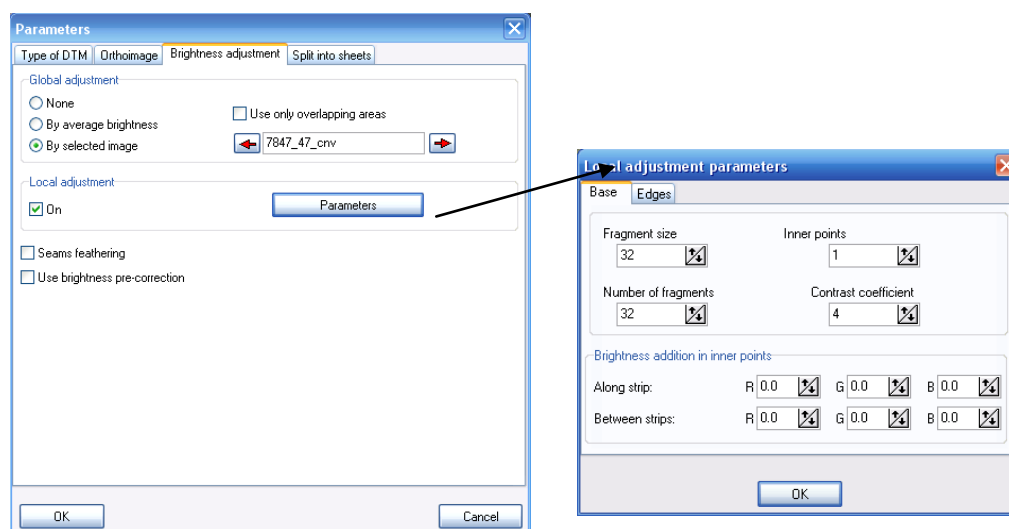 Parameters
Type of DTM Orthoimage Brightness adjustment Split into sheets
Global adjustment
None
By average brightness
By selected image
Use only overlapping areas
7847_47_cnv
Local adjustment
On
Parameters
Seams feathering
Use brightness pre-correction
OK Cancel
Local adjustment parameters
Base Edges
Fragment size Inner points
32 1
Number of fragments Contrast coefficient
32 4
Brightness addition in inner points
Along strip: R 0.0 G 0.0 B 0.0
Between strips: R 0.0 G 0.0 B 0.0
OK